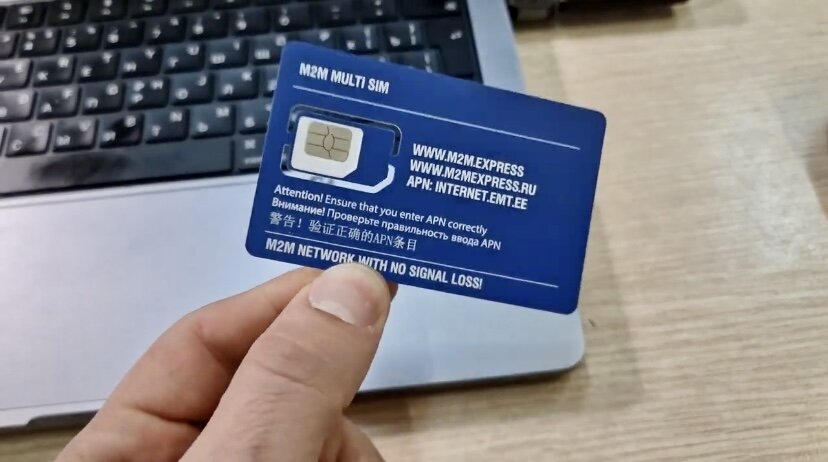 M2M MULTI SIM
WWW.M2M.EXPRESS
WWW.M2MEXPRESS.RU
APN: INTERNET.EMT.EE
Attention! Ensure that you enter APN correctly
Внимание! Проверьте правильность ввода APN
警告！验证正确的APN条目
M2M NETWORK WITH NO SIGNAL LOSS!